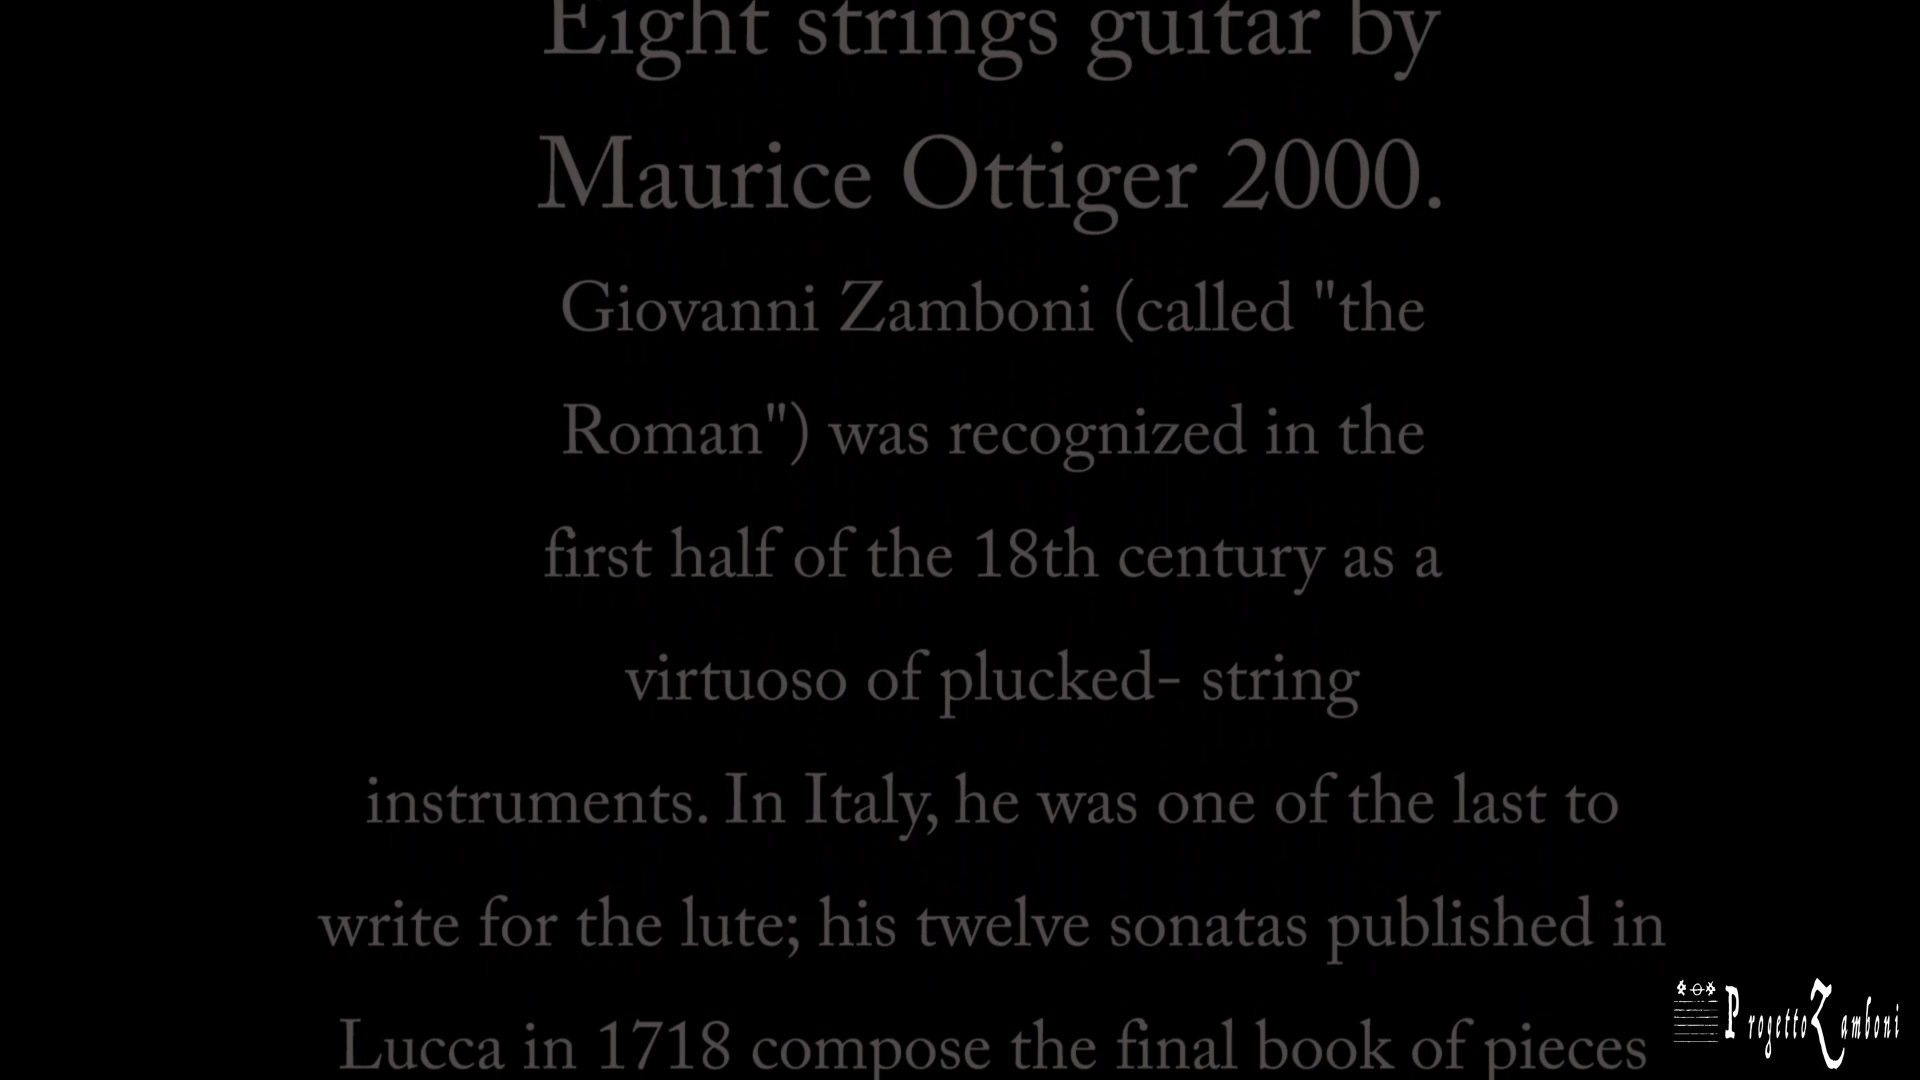 Eight strings guitar by
Maurice Ottiger 2000.
Giovanni Zamboni (called "the
Roman") was recognized in the
first half of the 18th century as a
virtuoso of plucked- string
instruments. In Italy, he was one of the last to
write for the lute; his twelve sonatas published in
Lucca in 1718 compose the final book of pieces
Progetto Zamboni